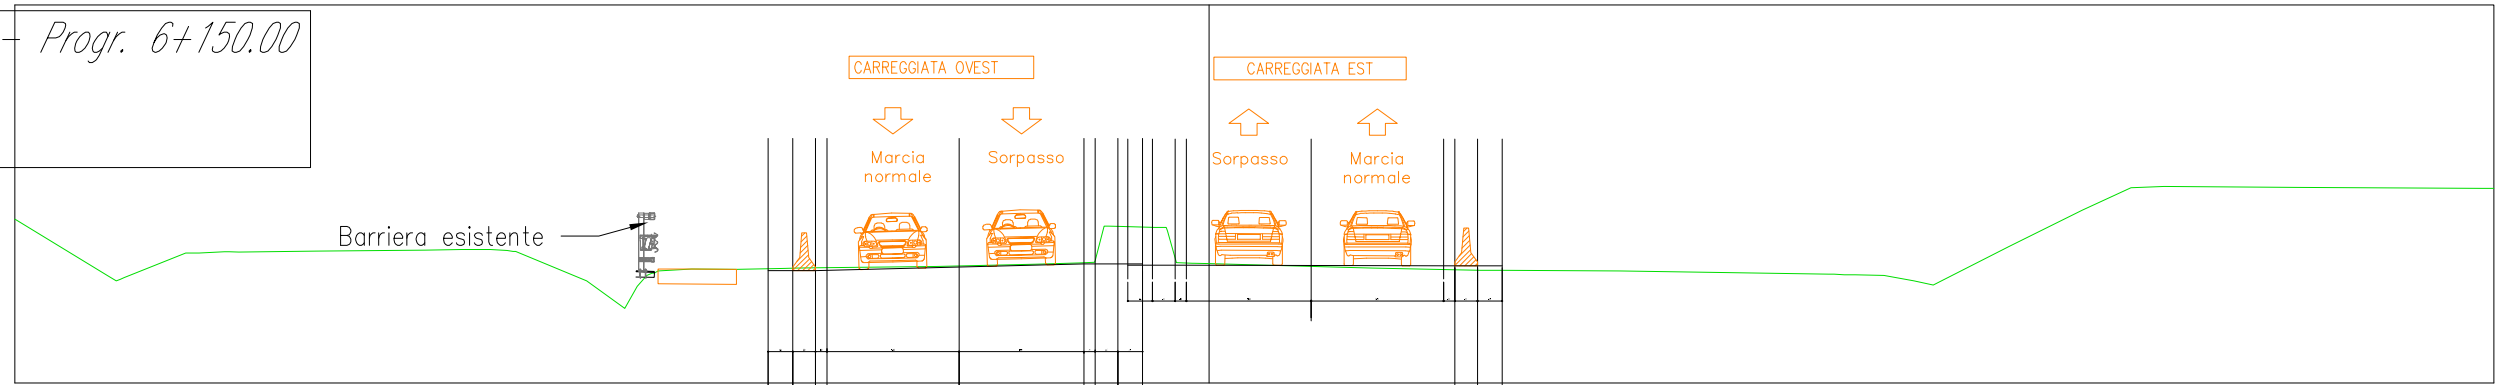 Progr. 6+150.00
CARREGGIATA OVEST
CARREGGIATA EST
Marcia
normale
Sorpasso
Sorpasso
Marcia
normale
Barriera esistente